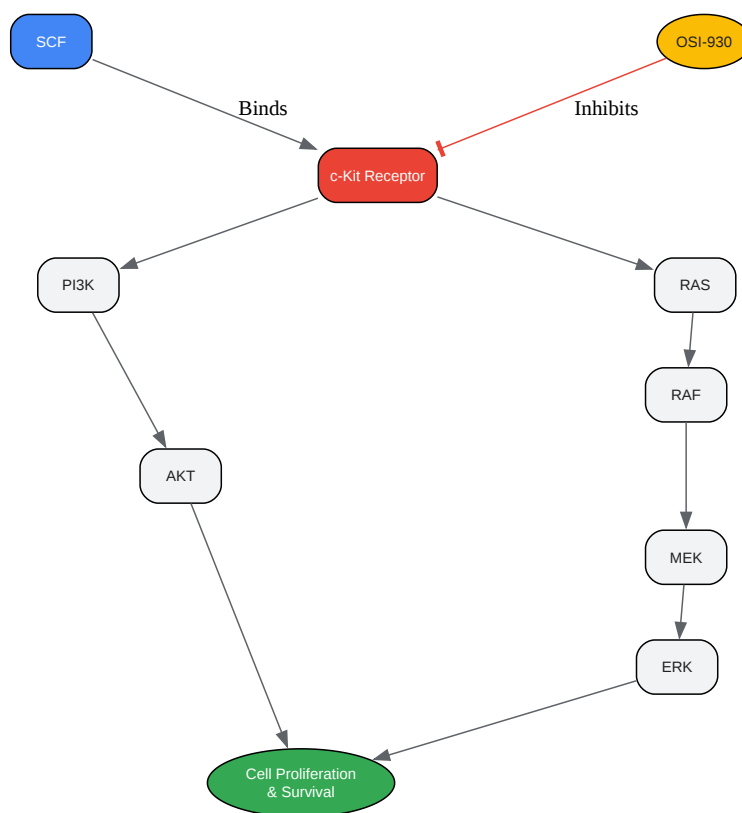 SCF
OSI-930
Binds
Inhibits
c-Kit Receptor
PI3K
RAS
RAF
AKT
MEK
ERK
Cell Proliferation
& Survival